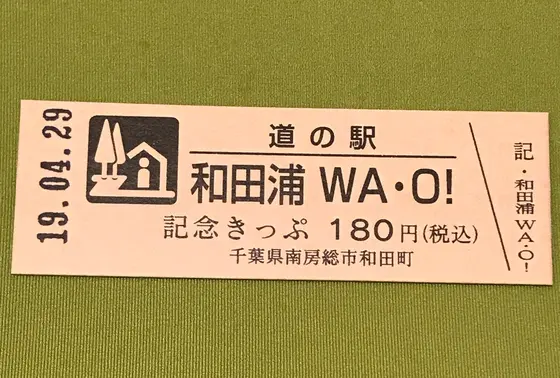 19.04.29
道の駅
和田浦 WA・O!
記念きっぷ 180円(税込)
千葉県南房総市和田町
記・和田浦WA・O!